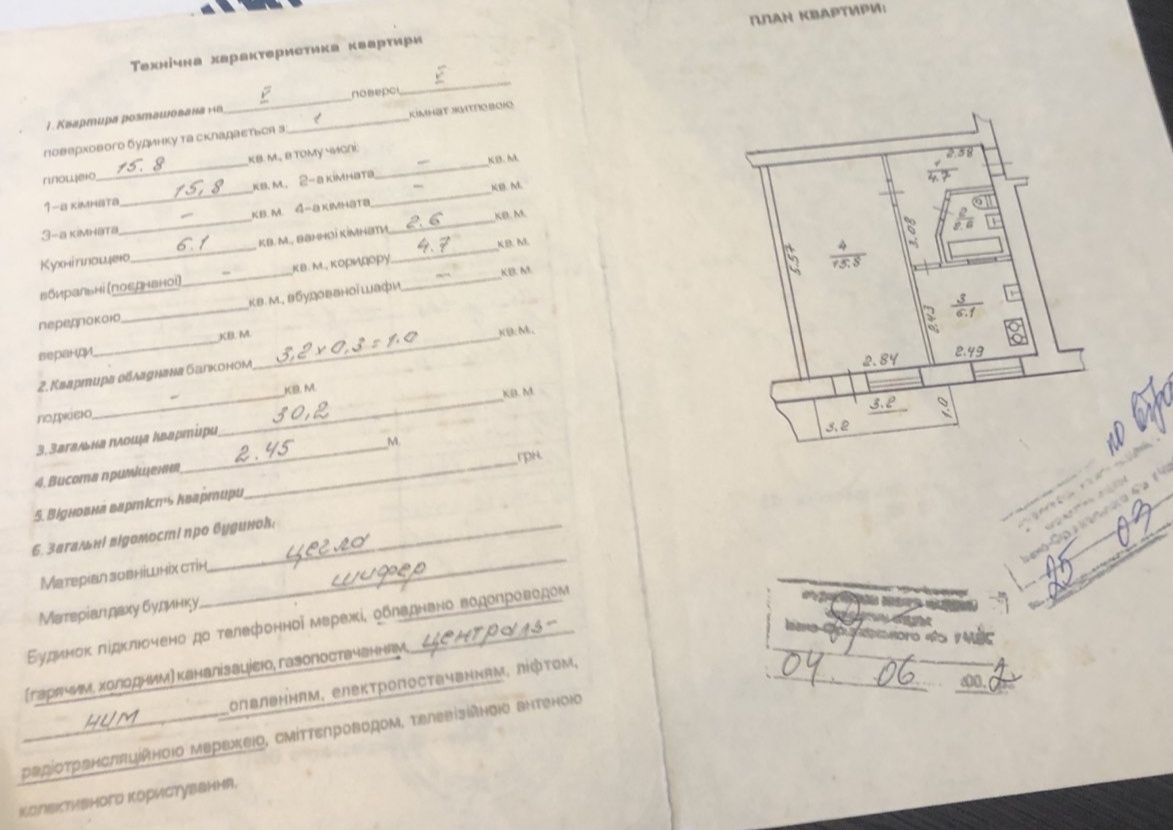 Технічна характеристика квартири
1. Квартира розташована на V поверсі V
поверхового будинку та складається з: 1 кімнат житловою
площею 15.8 кв. м., в тому числі:
1-а кімната 15,8 кв. м., 2-а кімната — кв. м.
3-а кімната — кв. м. 4-а кімната — кв. м.
Кухні площею 6.1 кв. м., ванної кімнати 2.6 кв. м.
вбиральні (поєднаної) — кв. м., коридору 4.7 кв. м.
передпокою кв. м., вбудованої шафи — кв. м.
веранди кв. м.
2. Квартира обладнана балконом 3,2 х 0,3 = 1.0 кв. м.,
лоджією — кв. м.
3. Загальна площа квартири 30,2 кв. м
4. Висота приміщення 2.45 м.
5. Відновна вартість квартири грн.
6. Загальні відомості про будинок:
Матеріал зовнішніх стін цегла
Матеріал даху будинку шифер
Будинок підключено до телефонної мережі, обладнано водопроводом
(гарячим, холодним) каналізацією, газопостачанням, централь-
ним опаленням, електропостачанням, ліфтом,
радіотрансляційною мережею, сміттєпроводом, телевізійною антеною
колективного користування.
ПЛАН КВАРТИРИ:
2.58
1
4.7
2
2.6
3.08
5.57
4
15.8
3
6.1
2.43
2.84
2.49
3.2
3.2
1.0
по
25 03
04. 06 200.2